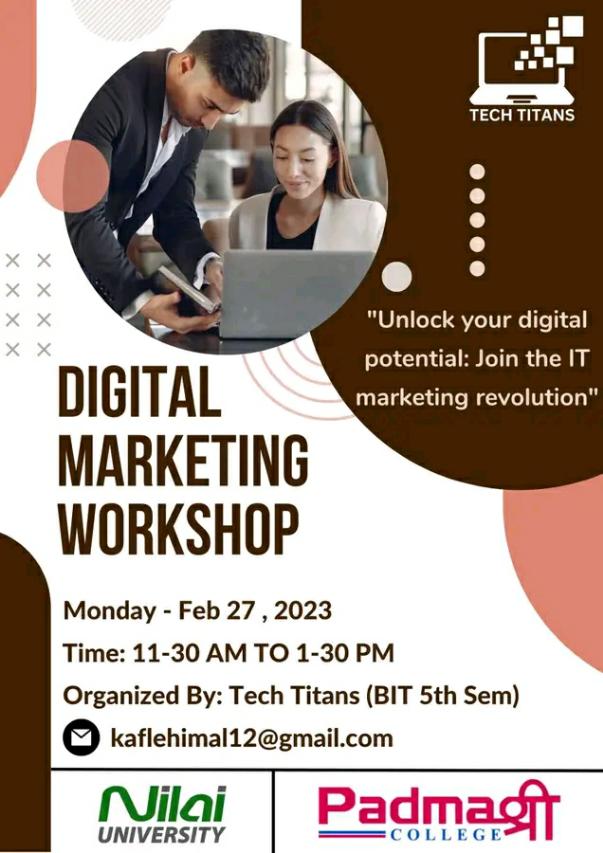 TECH TITANS
"Unlock your digital
potential: Join the IT
marketing revolution"
DIGITAL
MARKETING
WORKSHOP
Monday - Feb 27 , 2023
Time: 11-30 AM TO 1-30 PM
Organized By: Tech Titans (BIT 5th Sem)
kaflehimal12@gmail.com
Nilai
UNIVERSITY
Padmaश्री
COLLEGE